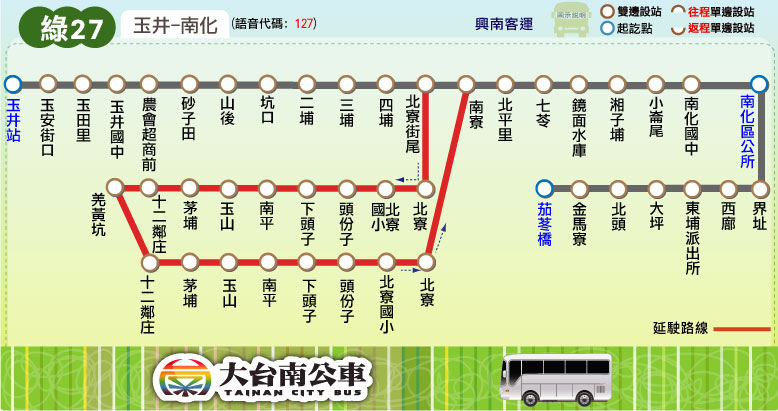 綠27
玉井-南化
(語音代碼: 127)
興南客運
圖示說明
雙邊設站
往程單邊設站
起訖點
返程單邊設站
玉井站
玉安街口
玉田里
玉井國中
農會超商前
砂子田
山後
坑口
二埔
三埔
四埔
北寮街尾
南寮
北平里
七苓
鏡面水庫
湘子埔
小崙尾
南化國中
南化區公所
羌黃坑
十二鄰庄
茅埔
玉山
南平
下頭子
頭份子
北寮國小
北寮
茄苳橋
金馬寮
北頭
大坪
東埔派出所
西廍
界址
十二鄰庄
茅埔
玉山
南平
下頭子
頭份子
北寮國小
北寮
延駛路線
大台南公車
TAINAN CITY BUS